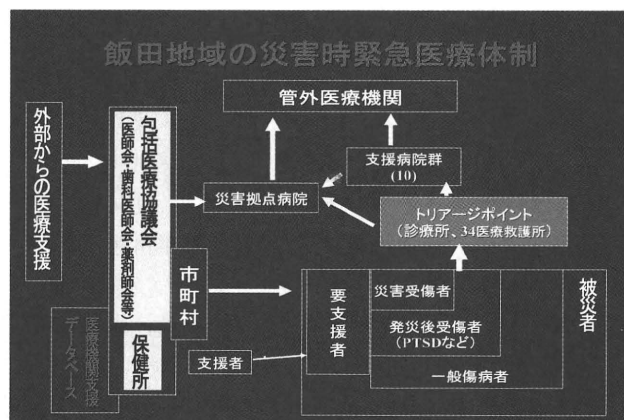 飯田地域の災害時緊急医療体制
管外医療機関
外部からの医療支援
包括医療協議会
(医師会・歯科医師会・薬剤師会等)
支援病院群
(10)
災害拠点病院
トリアージポイント
(診療所、34医療救護所)
市町村
被災者
要支援者
災害受傷者
発災後受傷者
(PTSDなど)
一般傷病者
支援者
保健所
医療機関支援
データベース